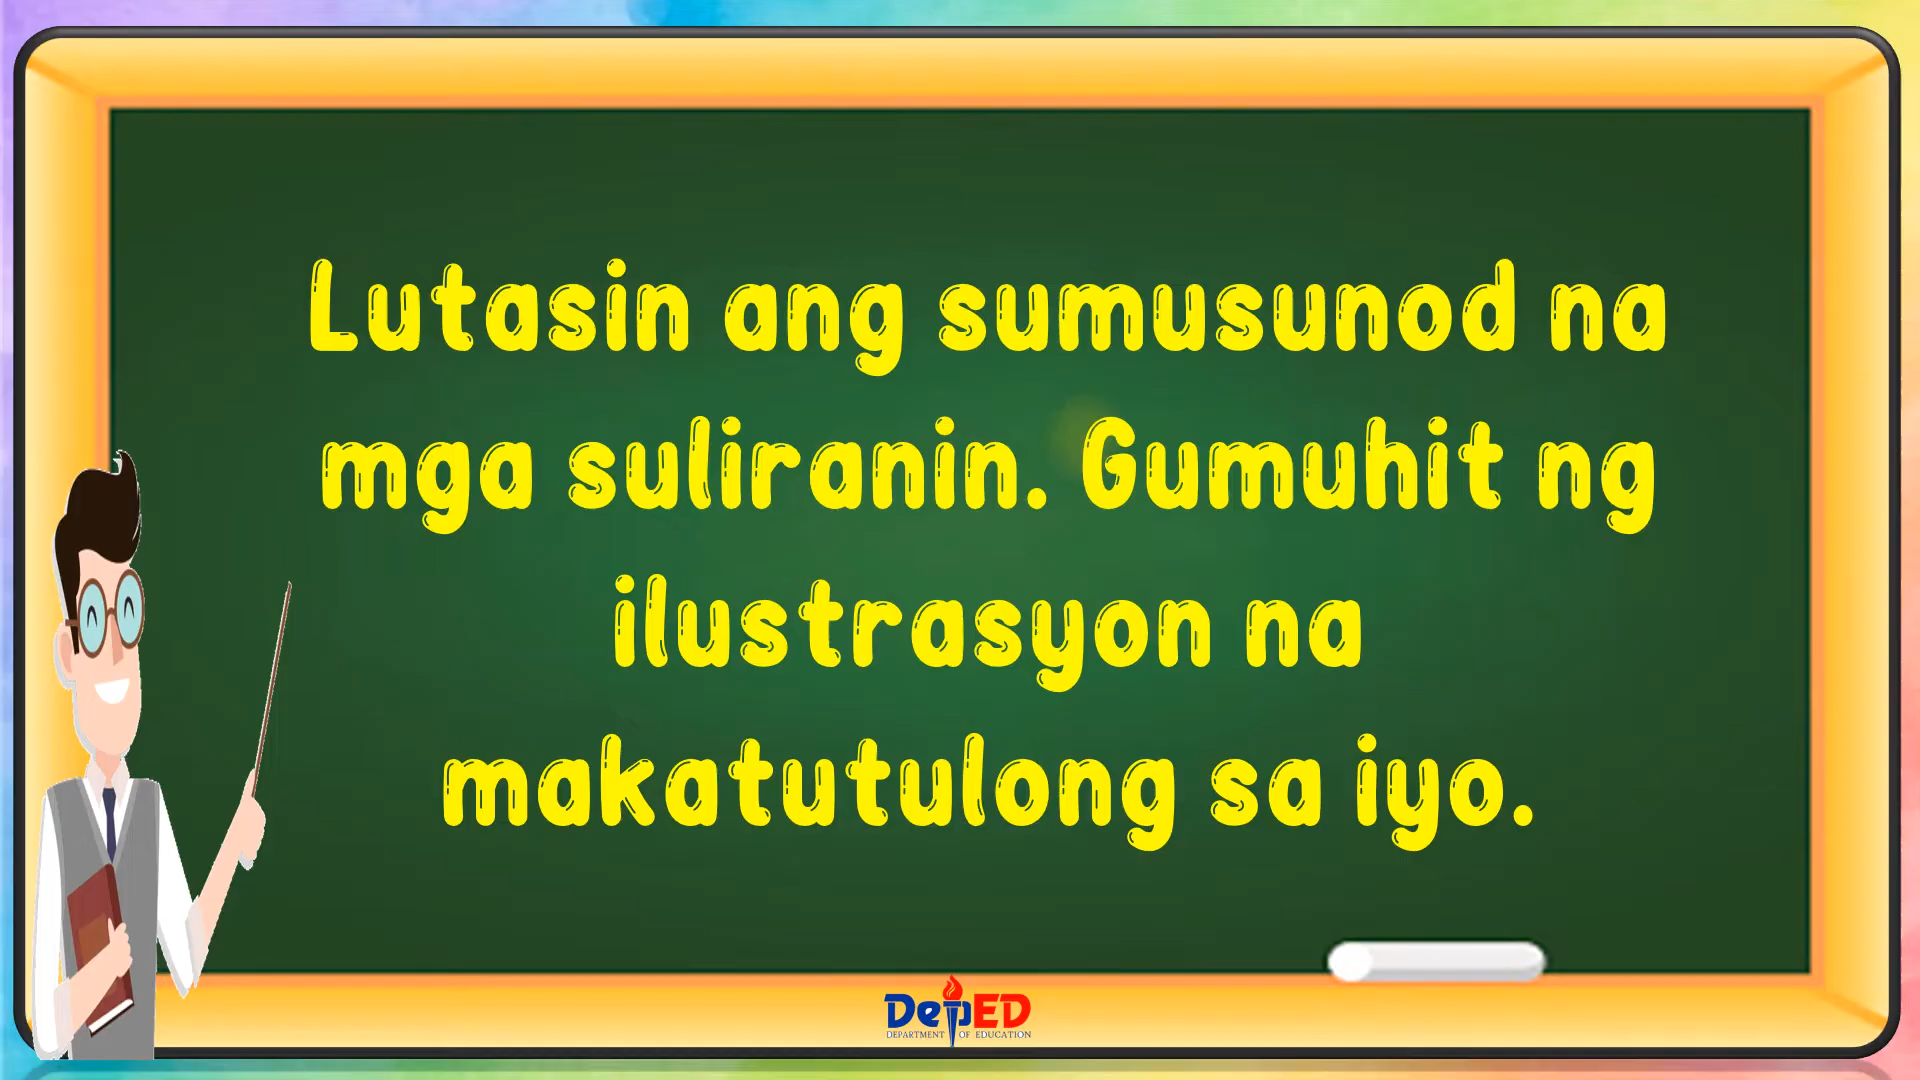 Lutasin ang sumusunod na
mga suliranin. Gumuhit ng
ilustrasyon na
makatutulong sa iyo.
DepED
DEPARTMENT OF EDUCATION